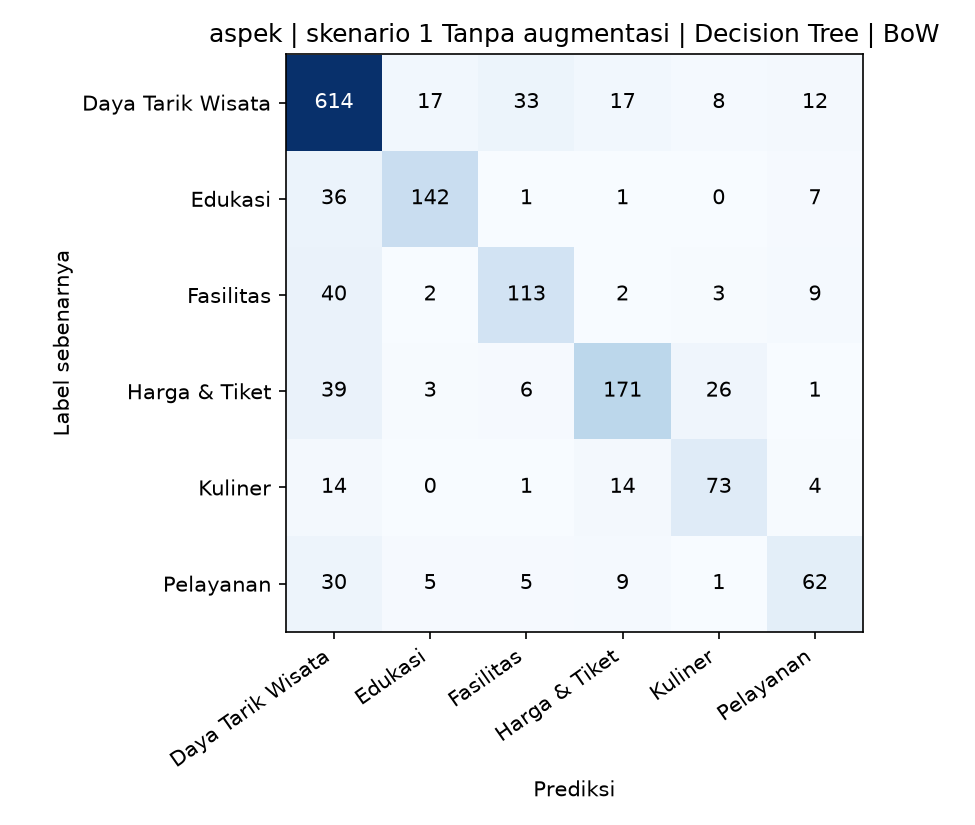 aspek | skenario 1 Tanpa augmentasi | Decision Tree | BoW
Label sebenarnya
Daya Tarik Wisata 614 17 33 17 8 12
Edukasi 36 142 1 1 0 7
Fasilitas 40 2 113 2 3 9
Harga & Tiket 39 3 6 171 26 1
Kuliner 14 0 1 14 73 4
Pelayanan 30 5 5 9 1 62
Daya Tarik Wisata Edukasi Fasilitas Harga & Tiket Kuliner Pelayanan
Prediksi